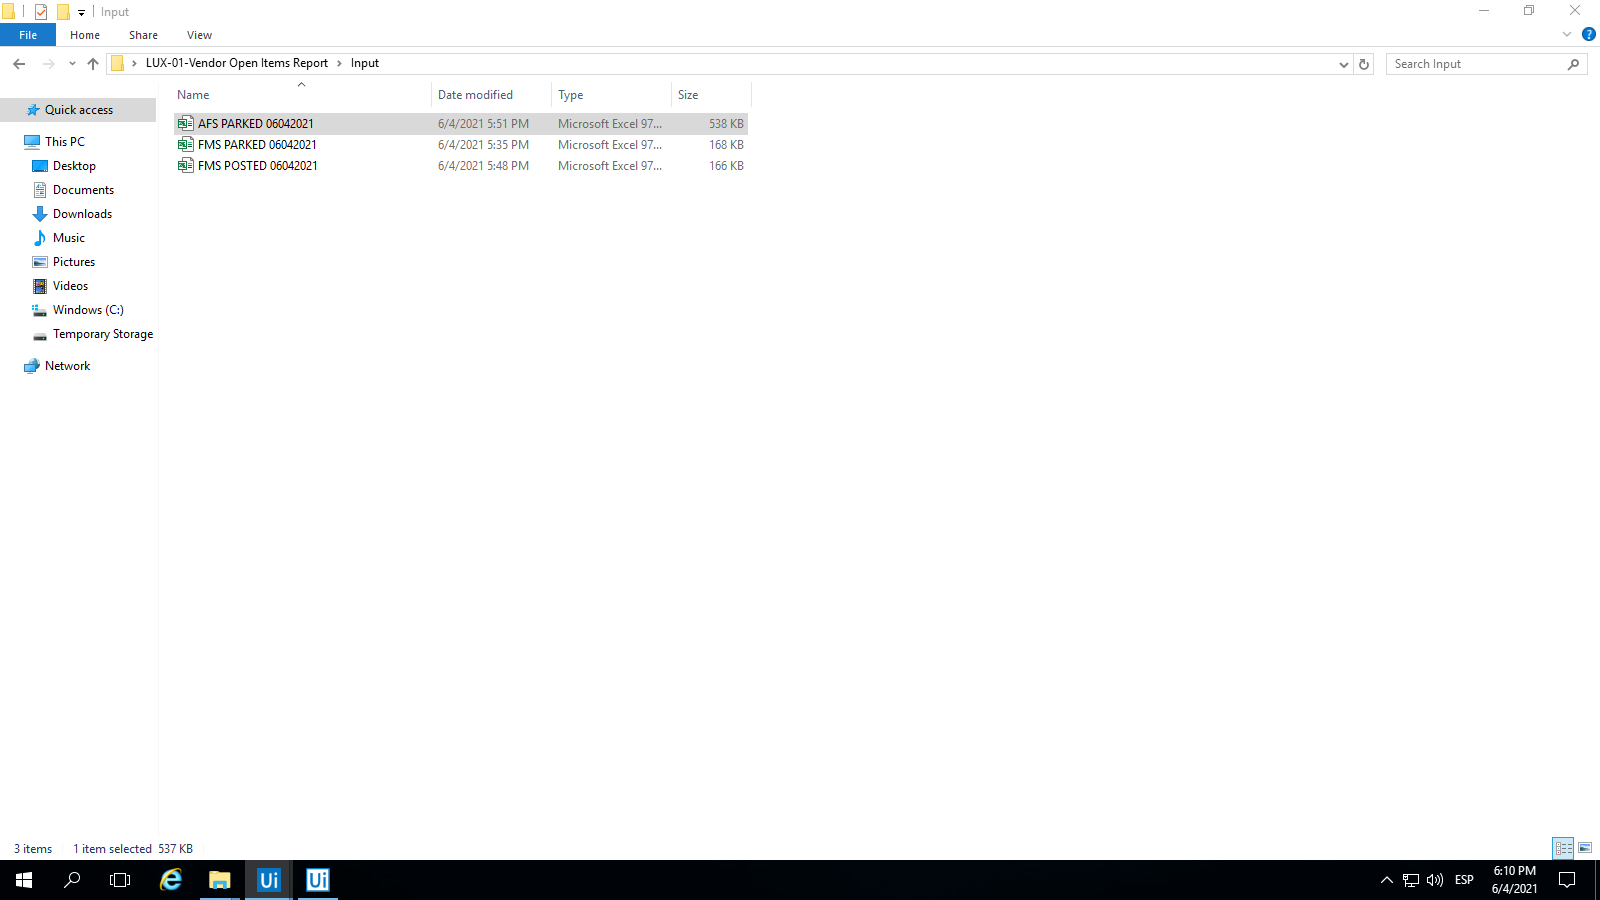 Input
File Home Share View
LUX-01-Vendor Open Items Report Input
Search Input
Name Date modified Type Size
AFS PARKED 06042021 6/4/2021 5:51 PM Microsoft Excel 97... 538 KB
FMS PARKED 06042021 6/4/2021 5:35 PM Microsoft Excel 97... 168 KB
FMS POSTED 06042021 6/4/2021 5:48 PM Microsoft Excel 97... 166 KB
Quick access
This PC
Desktop
Documents
Downloads
Music
Pictures
Videos
Windows (C:)
Temporary Storage
Network
3 items 1 item selected 537 KB
Ui Ui
ESP
6:10 PM
6/4/2021